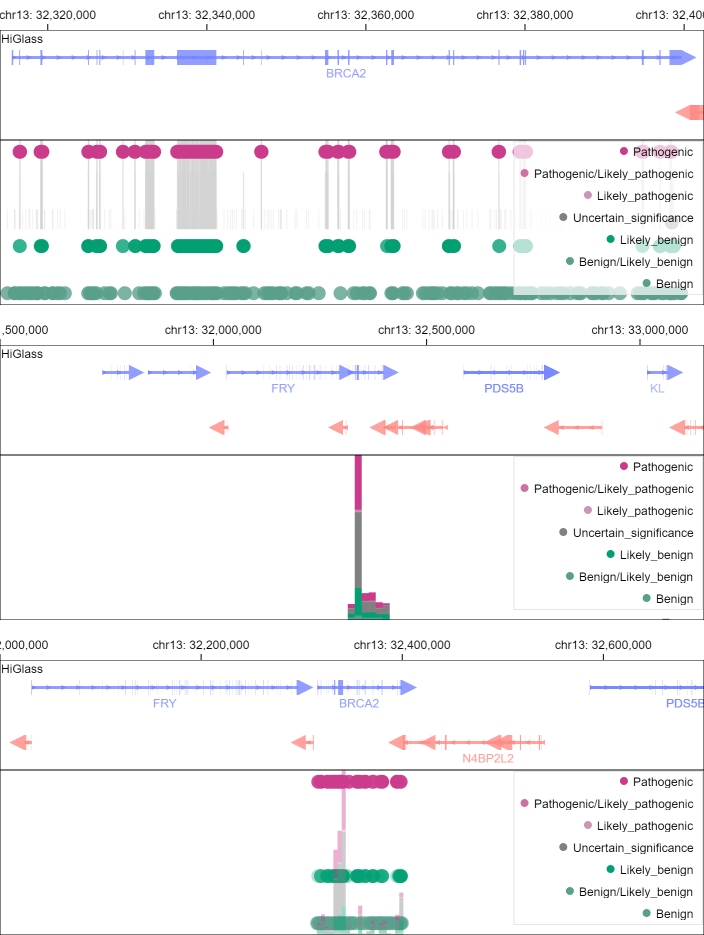 chr13: 32,320,000 chr13: 32,340,000 chr13: 32,360,000 chr13: 32,380,000 chr13: 32,40
HiGlass
BRCA2
Pathogenic
Pathogenic/Likely_pathogenic
Likely_pathogenic
Uncertain_significance
Likely_benign
Benign/Likely_benign
Benign
,500,000 chr13: 32,000,000 chr13: 32,500,000 chr13: 33,000,000
HiGlass
FRY PDS5B KL
Pathogenic
Pathogenic/Likely_pathogenic
Likely_pathogenic
Uncertain_significance
Likely_benign
Benign/Likely_benign
Benign
2,000,000 chr13: 32,200,000 chr13: 32,400,000 chr13: 32,600,000
HiGlass
FRY BRCA2 PDS5B
N4BP2L2
Pathogenic
Pathogenic/Likely_pathogenic
Likely_pathogenic
Uncertain_significance
Likely_benign
Benign/Likely_benign
Benign